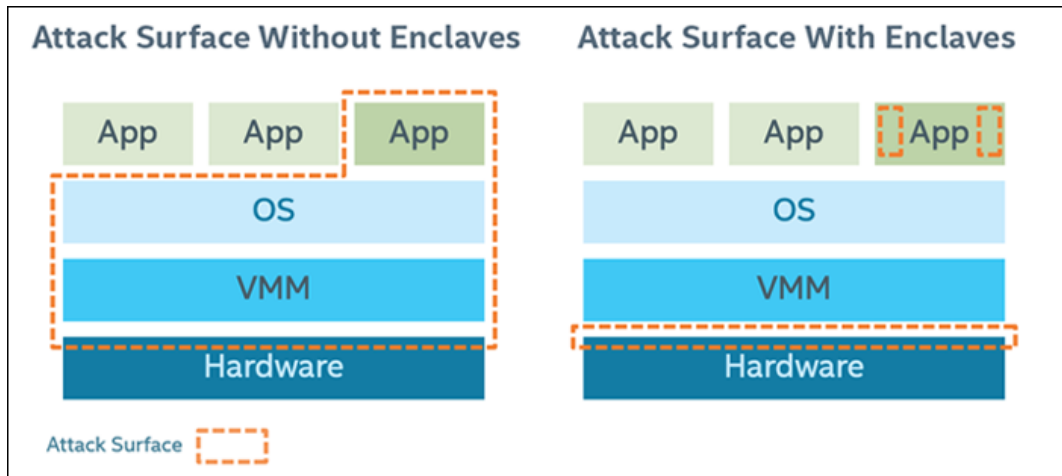 Attack Surface Without Enclaves
App
App
App
OS
VMM
Hardware
Attack Surface With Enclaves
App
App
App
OS
VMM
Hardware
Attack Surface